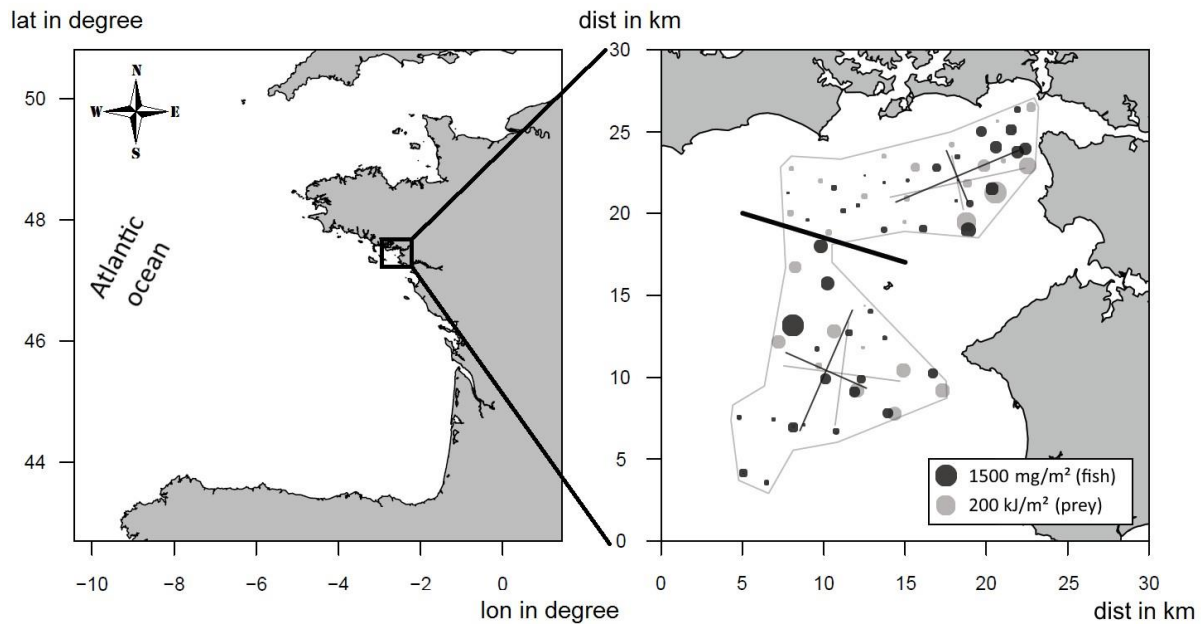 lat in degree
50
48
46
44
−10
−8
−6
−4
−2
0
lon in degree
N
W
E
S
Atlantic
ocean
dist in km
30
25
20
15
10
5
0
0
5
10
15
20
25
30
dist in km
1500 mg/m² (fish)
200 kJ/m² (prey)